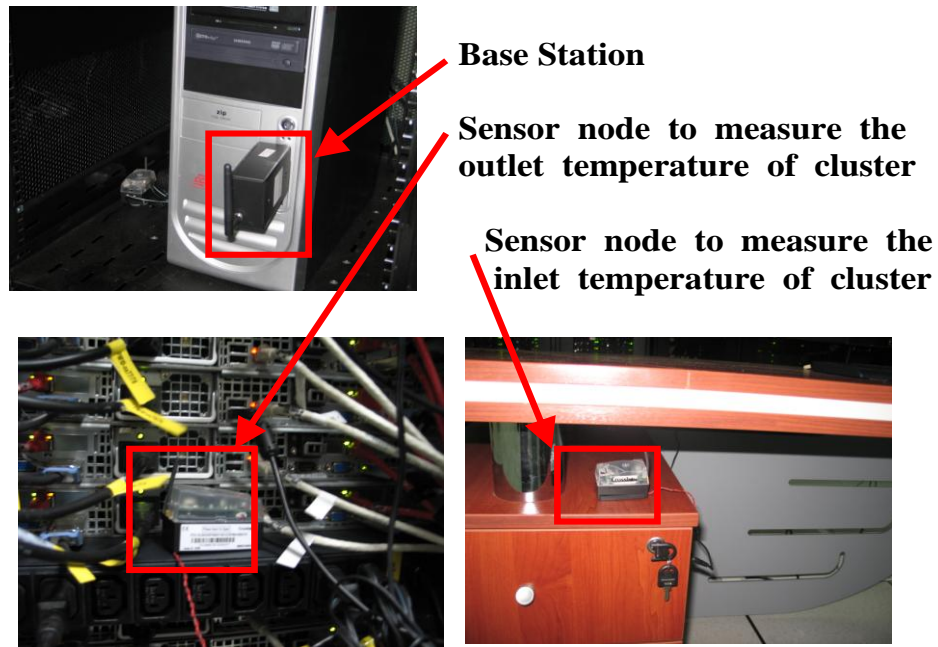 Base Station
Sensor node to measure the
outlet temperature of cluster
Sensor node to measure the
inlet temperature of cluster